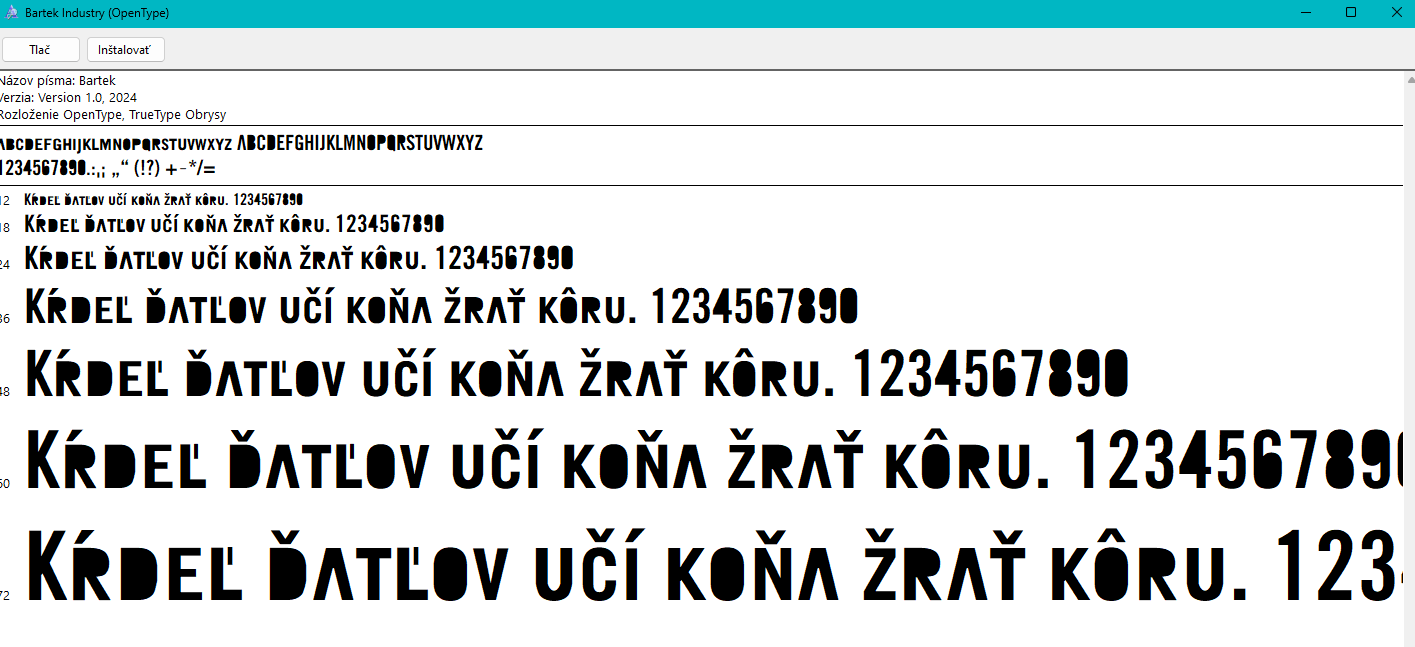 Bartek Industry (OpenType)
Tlač Inštalovať
Názov písma: Bartek
Verzia: Version 1.0, 2024
Rozloženie OpenType, TrueType Obrysy
abcdefghijklmnopqrstuvwxyz ABCDEFGHIJKLMNOPQRSTUVWXYZ
1234567890.:,; „“ (!?) +-*/=
12 Kŕdeľ ďatľov učí koňa žrať kôru. 1234567890
18 Kŕdeľ ďatľov učí koňa žrať kôru. 1234567890
24 Kŕdeľ ďatľov učí koňa žrať kôru. 1234567890
36 Kŕdeľ ďatľov učí koňa žrať kôru. 1234567890
48 Kŕdeľ ďatľov učí koňa žrať kôru. 1234567890
60 Kŕdeľ ďatľov učí koňa žrať kôru. 123456789
72 Kŕdeľ ďatľov učí koňa žrať kôru. 123